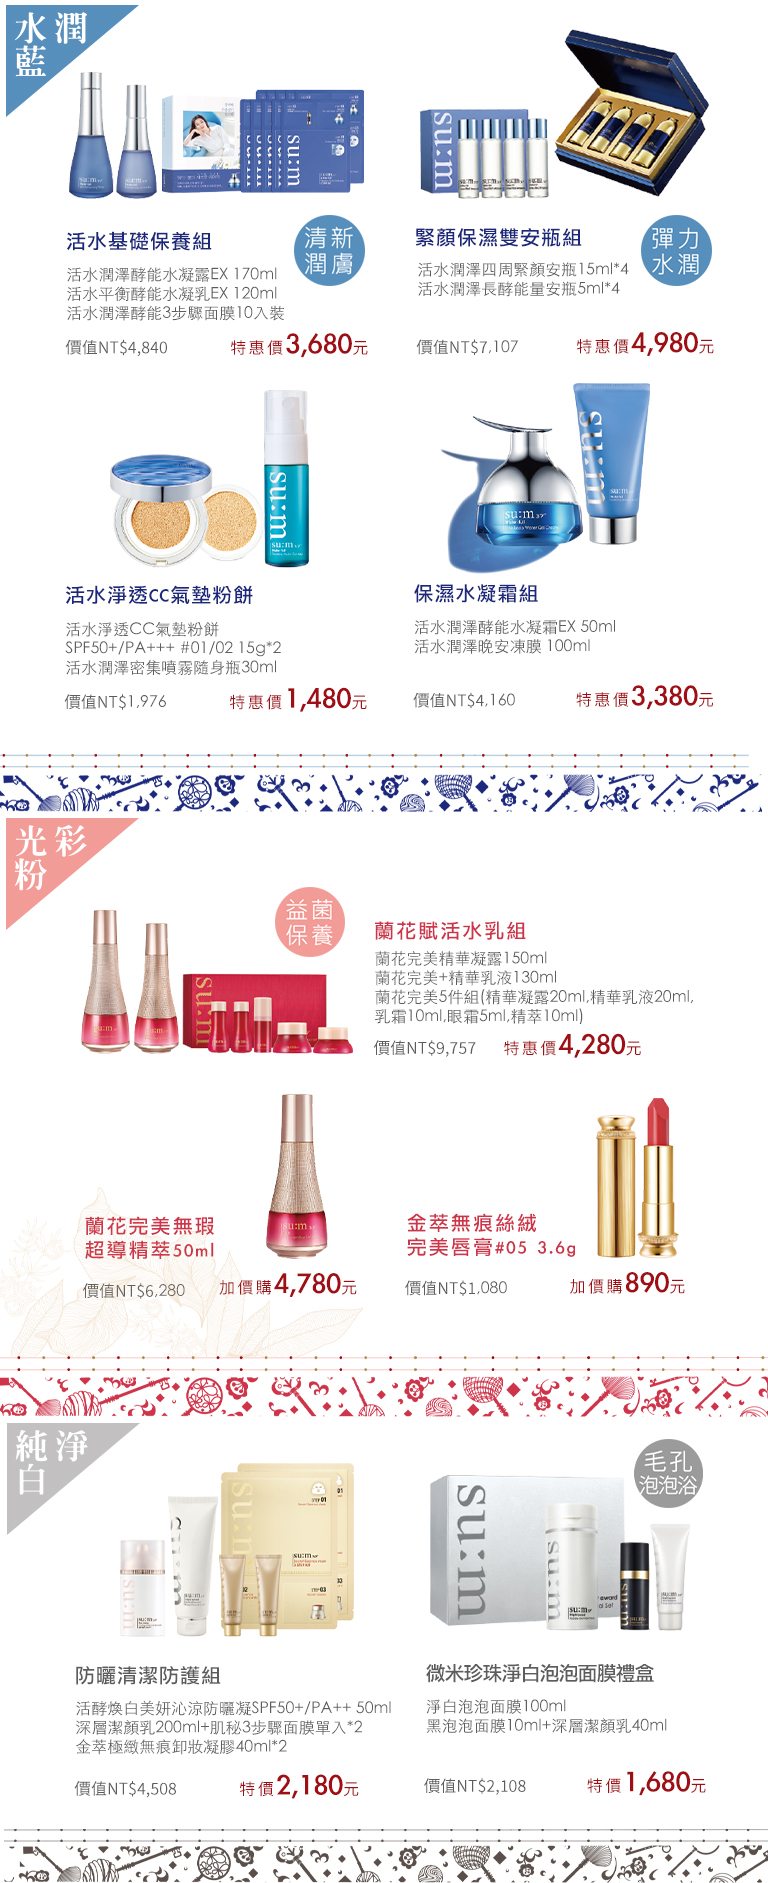 水潤藍
活水基礎保養組
清新
潤膚
活水潤澤酵能水凝露EX 170ml
活水平衡酵能水凝乳EX 120ml
活水潤澤酵能3步驟面膜10入裝
價值NT$4,840
特惠價3,680元
su:m
緊顏保濕雙安瓶組
彈力
水潤
活水潤澤四周緊顏安瓶15ml*4
活水潤澤長酵能量安瓶5ml*4
價值NT$7,107
特惠價4,980元
su:m
活水淨透CC氣墊粉餅
活水淨透CC氣墊粉餅
SPF50+/PA+++ #01/02 15g*2
活水潤澤密集噴霧隨身瓶30ml
價值NT$1,976
特惠價1,480元
su:m
su:m
保濕水凝霜組
活水潤澤酵能水凝霜EX 50ml
活水潤澤晚安凍膜 100ml
價值NT$4,160
特惠價3,380元
光彩粉
su:m
益菌
保養
蘭花賦活水乳組
蘭花完美精華凝露150ml
蘭花完美+精華乳液130ml
蘭花完美5件組(精華凝露20ml,精華乳液20ml,
乳霜10ml,眼霜5ml,精萃10ml)
價值NT$9,757
特惠價4,280元
su:m
蘭花完美無瑕
超導精萃50ml
價值NT$6,280
加價購4,780元
金萃無痕絲絨
完美唇膏#05 3.6g
價值NT$1,080
加價購890元
純淨白
su:m
STEP 01
STEP 03
防曬清潔防護組
活酵煥白美妍沁涼防曬凝SPF50+/PA++ 50ml
深層潔顏乳200ml+肌秘3步驟面膜單入*2
金萃極緻無痕卸妝凝膠40ml*2
價值NT$4,508
特價2,180元
毛孔
泡泡浴
su:m
su:m
微米珍珠淨白泡泡面膜禮盒
淨白泡泡面膜100ml
黑泡泡面膜10ml+深層潔顏乳40ml
價值NT$2,108
特價1,680元